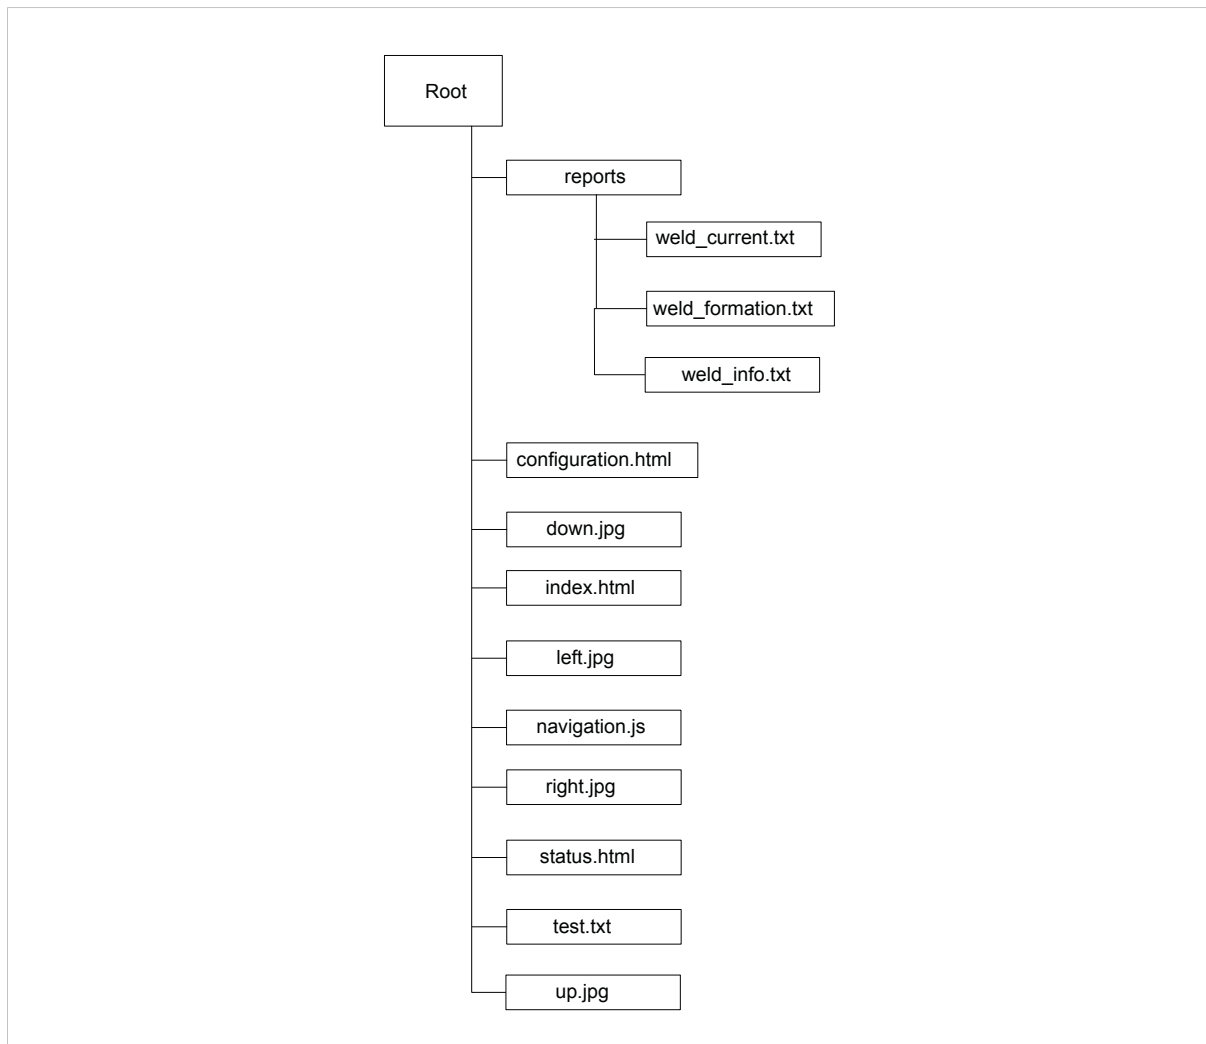 Root
reports
weld_current.txt
weld_formation.txt
weld_info.txt
configuration.html
down.jpg
index.html
left.jpg
navigation.js
right.jpg
status.html
test.txt
up.jpg